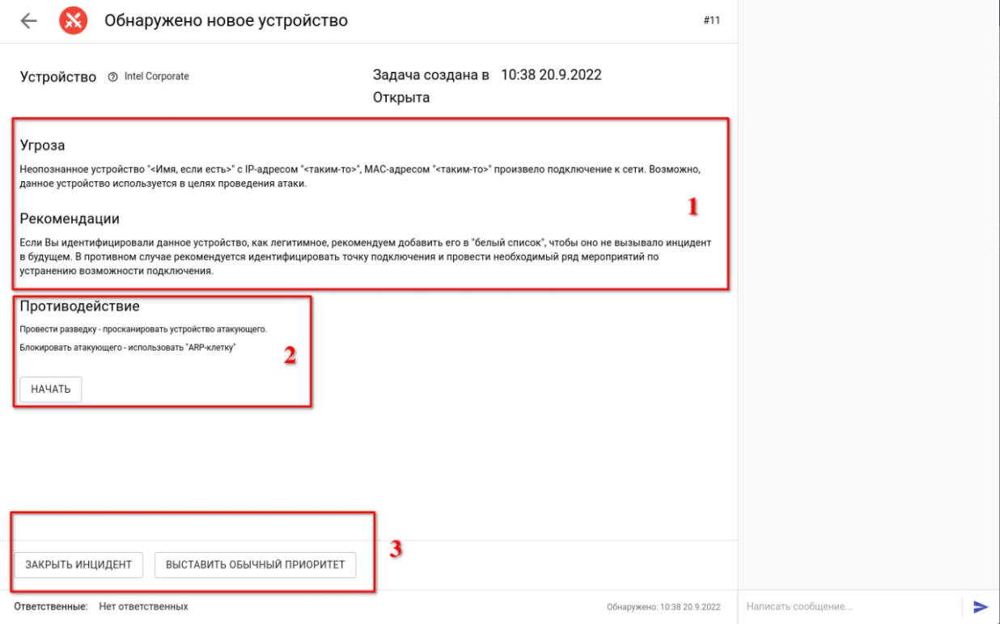 Обнаружено новое устройство
#11
Устройство Intel Corporate
Задача создана в 10:38 20.9.2022
Открыта
Угроза
Неопознанное устройство "<Имя, если есть>" с IP-адресом "<таким-то>", MAC-адресом "<таким-то>" произвело подключение к сети. Возможно,
данное устройство используется в целях проведения атаки.
1
Рекомендации
Если Вы идентифицировали данное устройство, как легитимное, рекомендуем добавить его в "белый список", чтобы оно не вызывало инцидент
в будущем. В противном случае рекомендуется идентифицировать точку подключения и провести необходимый ряд мероприятий по
устранению возможности подключения.
Противодействие
Провести разведку - просканировать устройство атакующего.
Блокировать атакующего - использовать "ARP-клетку"
2
НАЧАТЬ
3
ЗАКРЫТЬ ИНЦИДЕНТ ВЫСТАВИТЬ ОБЫЧНЫЙ ПРИОРИТЕТ
Ответственные: Нет ответственных
Обнаружено: 10:38 20.9.2022
Написать сообщение...